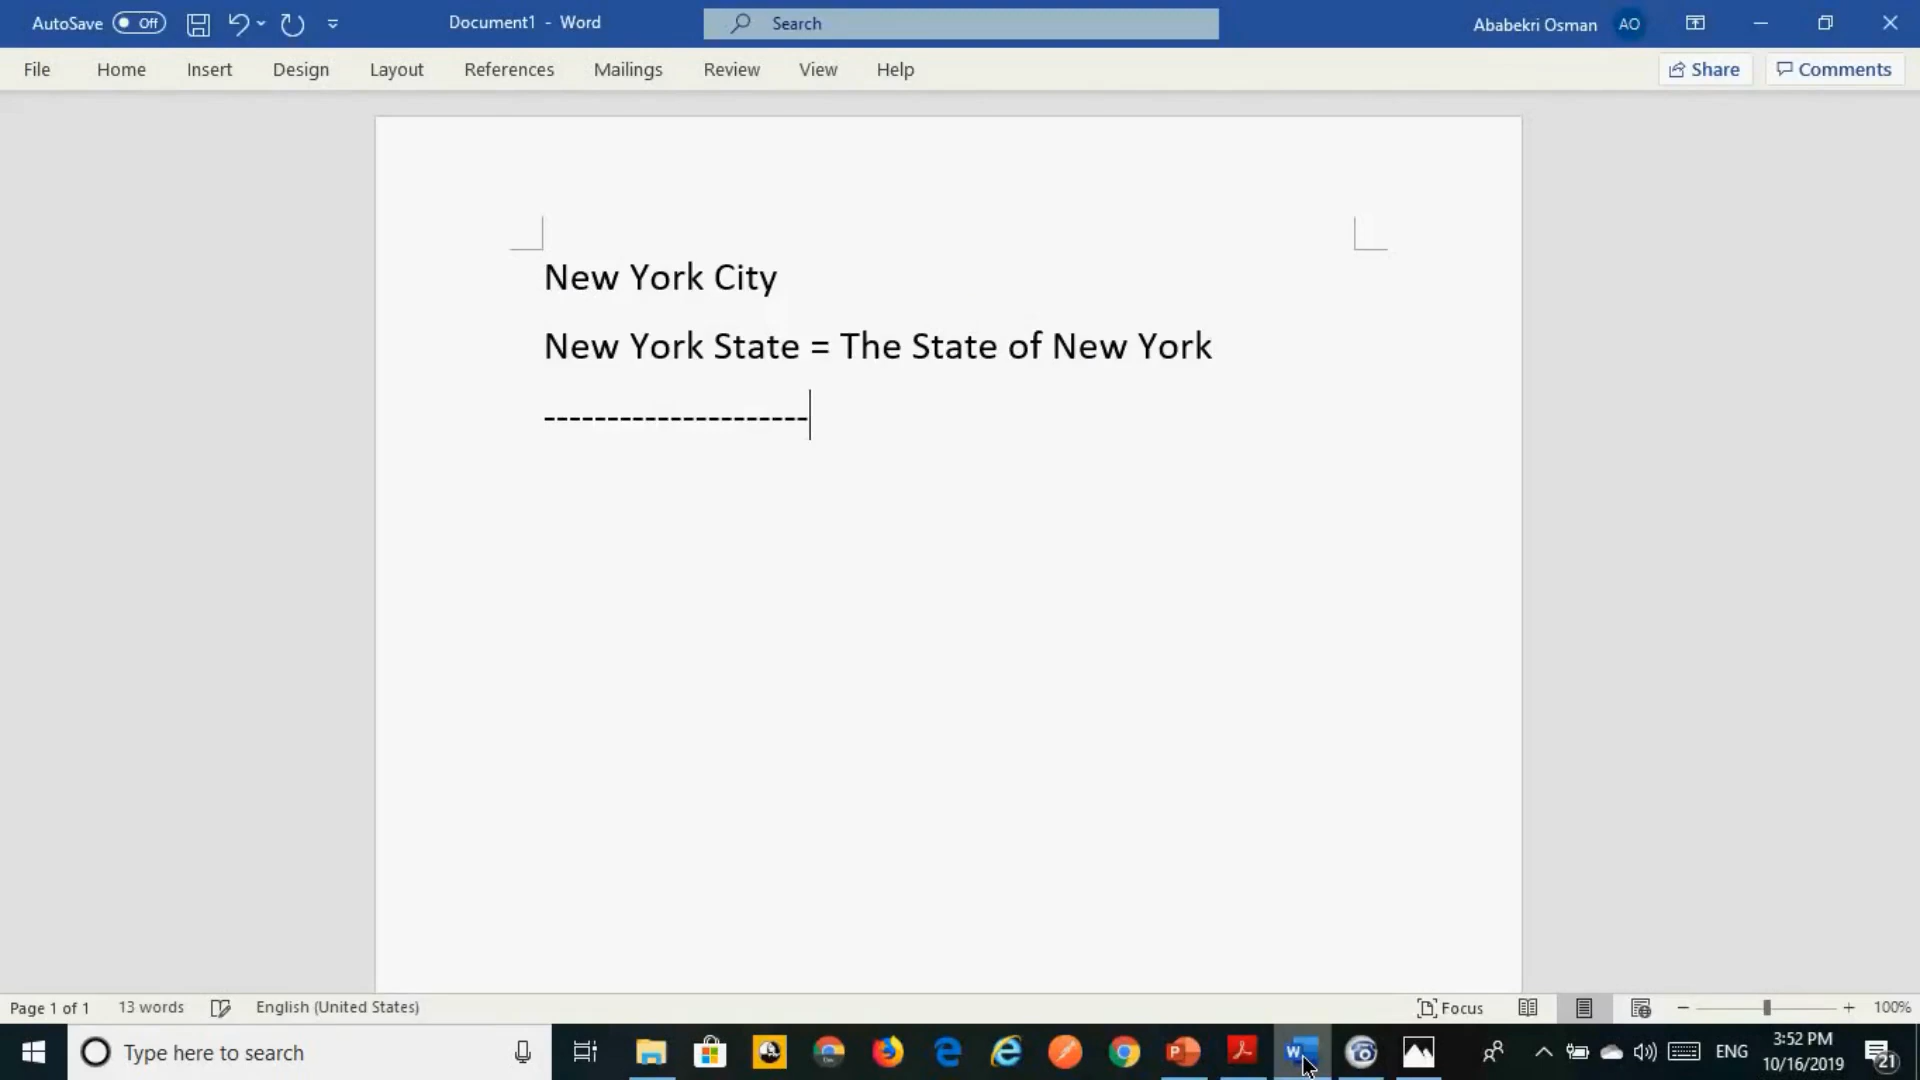 AutoSave Off Document1 - Word Search Ababekri Osman AO
File Home Insert Design Layout References Mailings Review View Help Share Comments
New York City
New York State = The State of New York
---------------------
Page 1 of 1 13 words English (United States) Focus 100%
Type here to search ENG 3:52 PM
10/16/2019 21